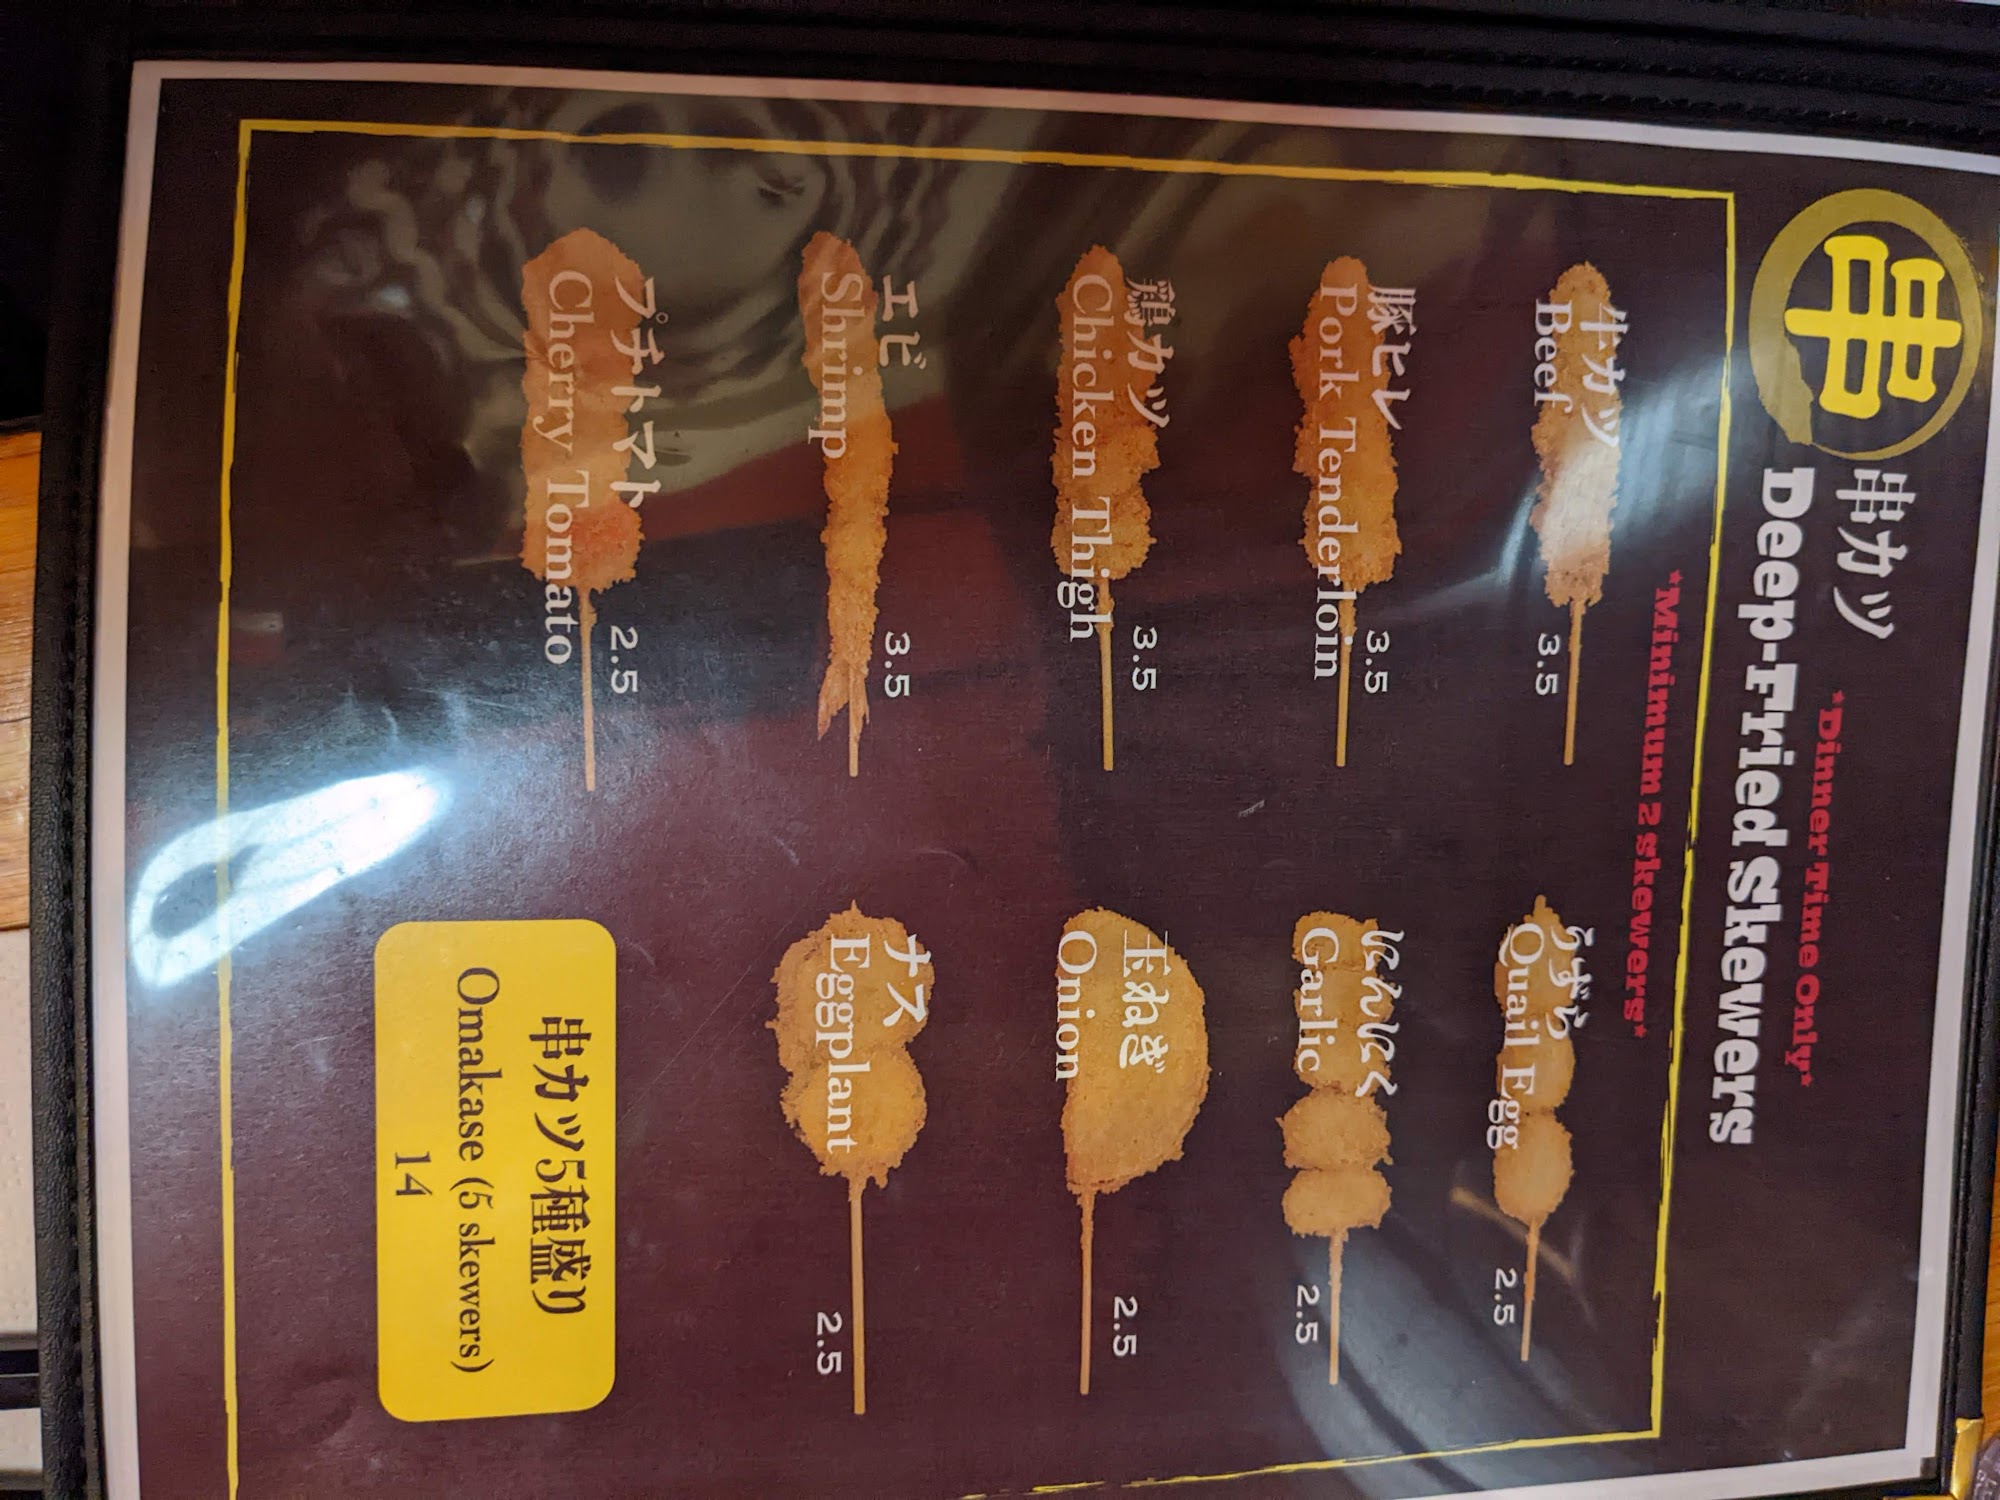 串
串カツ
*Dinner Time Only*
Deep-Fried Skewers
*Minimum 2 skewers*
牛カツ
Beef
3.5
豚ヒレ
Pork Tenderloin
3.5
鶏カツ
Chicken Thigh
3.5
エビ
Shrimp
3.5
プチトマト
Cherry Tomato
2.5
うずら
Quail Egg
2.5
にんにく
Garlic
2.5
玉ねぎ
Onion
2.5
ナス
Eggplant
2.5
串カツ5種盛り
Omakase (5 skewers)
14